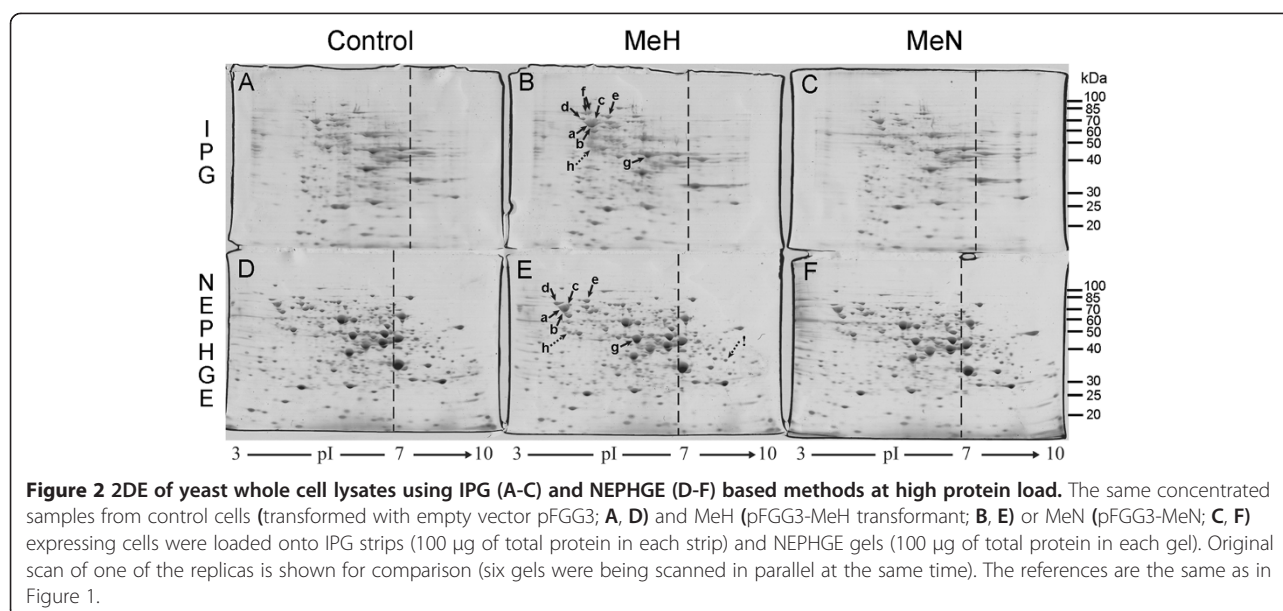 Control MeH MeN
A B C kDa
I P G
f e
d c
a
b
h g
100
85
70
60
50
40
30
25
20
D E F
N E P H G E
d c e
a
b
h g !
100
85
70
60
50
40
30
25
20
3 pI 7 10 3 pI 7 10 3 pI 7 10
Figure 2 2DE of yeast whole cell lysates using IPG (A-C) and NEPHGE (D-F) based methods at high protein load. The same concentrated
samples from control cells (transformed with empty vector pFGG3; A, D) and MeH (pFGG3-MeH transformant; B, E) or MeN (pFGG3-MeN; C, F)
expressing cells were loaded onto IPG strips (100 µg of total protein in each strip) and NEPHGE gels (100 µg of total protein in each gel). Original
scan of one of the replicas is shown for comparison (six gels were being scanned in parallel at the same time). The references are the same as in
Figure 1.